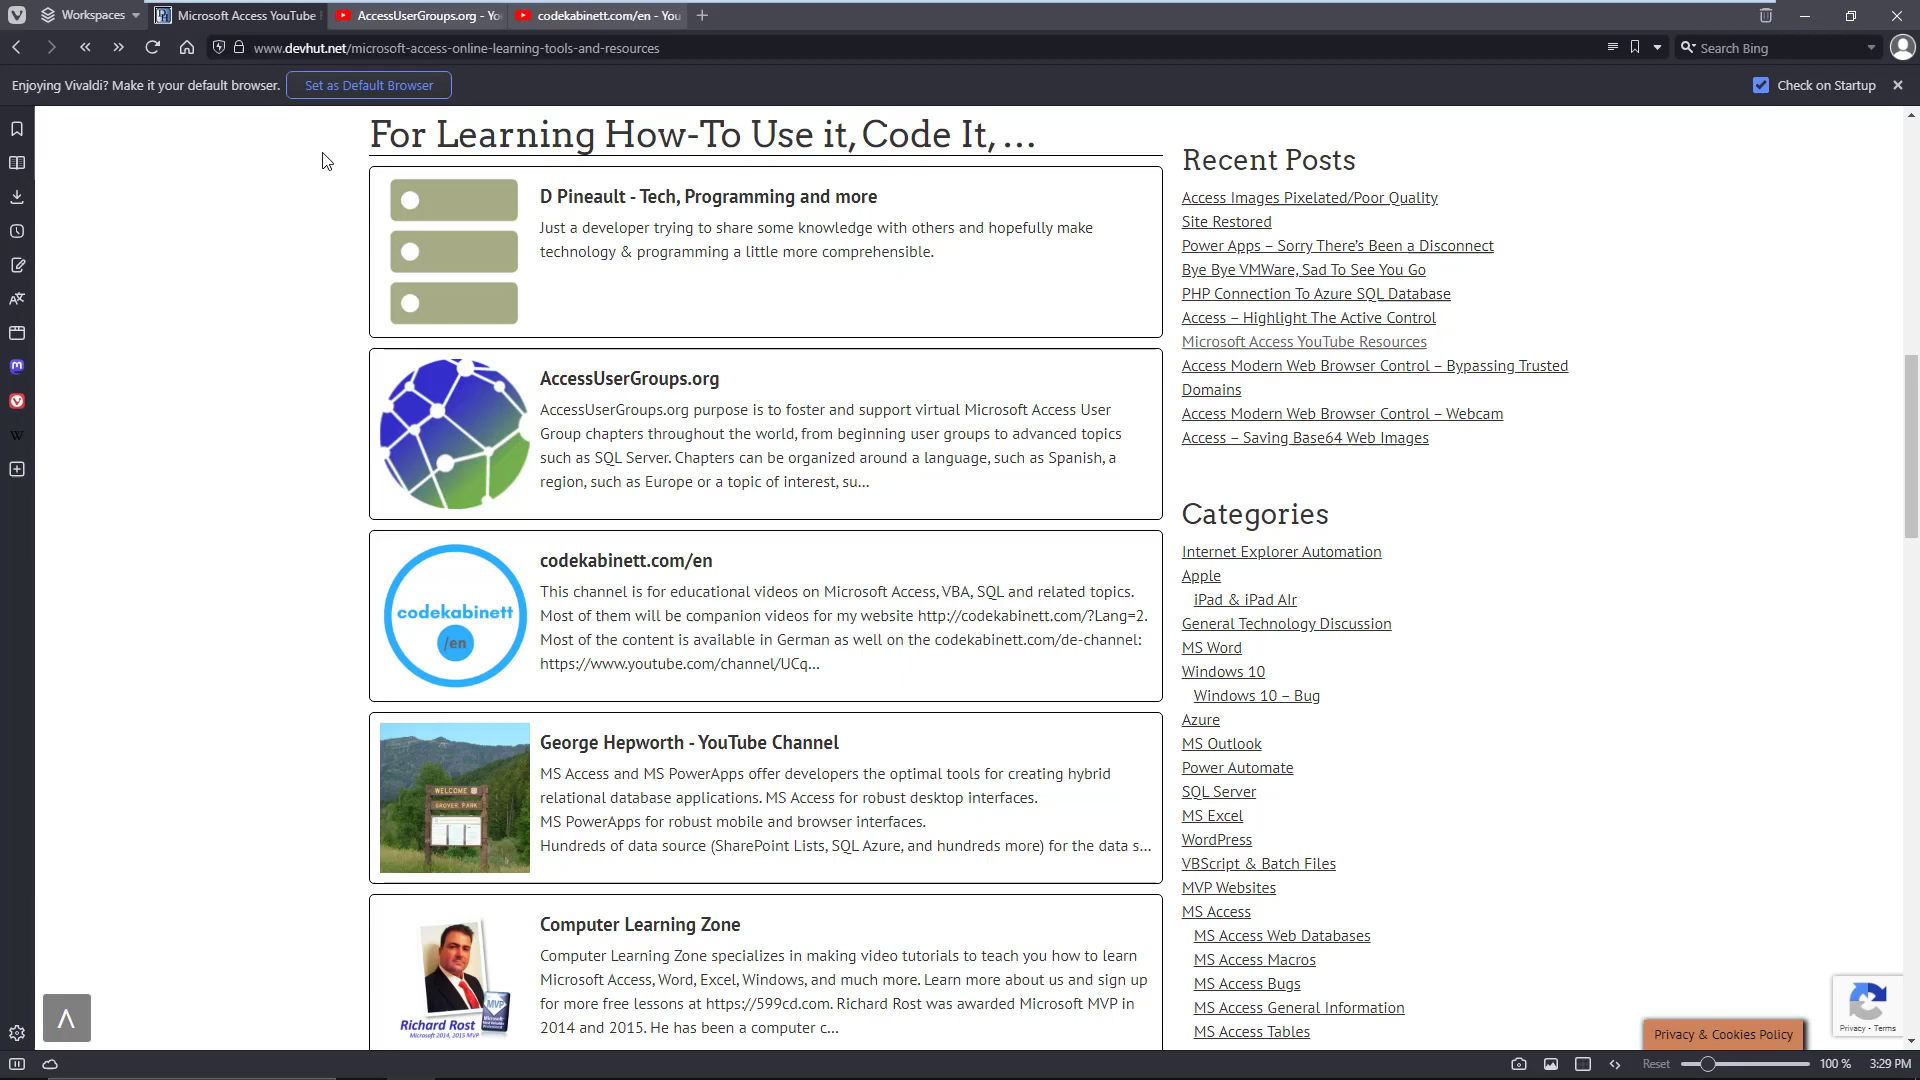 Workspaces
Microsoft Access YouTube
AccessUserGroups.org - Yo
codekabinett.com/en - You
www.devhut.net/microsoft-access-online-learning-tools-and-resources
Search Bing
Enjoying Vivaldi? Make it your default browser.
Set as Default Browser
Check on Startup
For Learning How-To Use it, Code It, …
D Pineault - Tech, Programming and more
Just a developer trying to share some knowledge with others and hopefully make
technology & programming a little more comprehensible.
AccessUserGroups.org
AccessUserGroups.org purpose is to foster and support virtual Microsoft Access User
Group chapters throughout the world, from beginning user groups to advanced topics
such as SQL Server. Chapters can be organized around a language, such as Spanish, a
region, such as Europe or a topic of interest, su...
codekabinett
/en
codekabinett.com/en
This channel is for educational videos on Microsoft Access, VBA, SQL and related topics.
Most of them will be companion videos for my website http://codekabinett.com/?Lang=2.
Most of the content is available in German as well on the codekabinett.com/de-channel:
https://www.youtube.com/channel/UCq...
WELCOME
GROVER PARK
George Hepworth - YouTube Channel
MS Access and MS PowerApps offer developers the optimal tools for creating hybrid
relational database applications. MS Access for robust desktop interfaces.
MS PowerApps for robust mobile and browser interfaces.
Hundreds of data source (SharePoint Lists, SQL Azure, and hundreds more) for the data s...
MVP
Richard Rost
Microsoft MVP 2014, 2015
Computer Learning Zone
Computer Learning Zone specializes in making video tutorials to teach you how to learn
Microsoft Access, Word, Excel, Windows, and much more. Learn more about us and sign up
for more free lessons at https://599cd.com. Richard Rost was awarded Microsoft MVP in
2014 and 2015. He has been a computer c...
Recent Posts
Access Images Pixelated/Poor Quality
Site Restored
Power Apps – Sorry There's Been a Disconnect
Bye Bye VMWare, Sad To See You Go
PHP Connection To Azure SQL Database
Access – Highlight The Active Control
Microsoft Access YouTube Resources
Access Modern Web Browser Control – Bypassing Trusted
Domains
Access Modern Web Browser Control – Webcam
Access – Saving Base64 Web Images
Categories
Internet Explorer Automation
Apple
iPad & iPad AIr
General Technology Discussion
MS Word
Windows 10
Windows 10 – Bug
Azure
MS Outlook
Power Automate
SQL Server
MS Excel
WordPress
VBScript & Batch Files
MVP Websites
MS Access
MS Access Web Databases
MS Access Macros
MS Access Bugs
MS Access General Information
MS Access Tables
Privacy - Terms
Privacy & Cookies Policy
Reset
100 %
3:29 PM